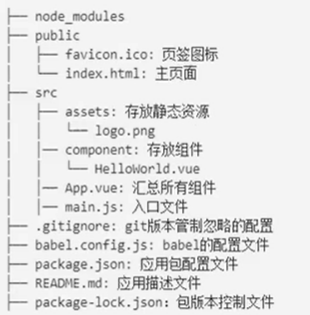 ├── node_modules
├── public
│   ├── favicon.ico: 页签图标
│   └── index.html: 主页面
├── src
│   ├── assets: 存放静态资源
│   │   └── logo.png
│   │── component: 存放组件
│   │   └── HelloWorld.vue
│   │── App.vue: 汇总所有组件
│   │── main.js: 入口文件
├── .gitignore: git版本管制忽略的配置
├── babel.config.js: babel的配置文件
├── package.json: 应用包配置文件
├── README.md: 应用描述文件
├── package-lock.json：包版本控制文件